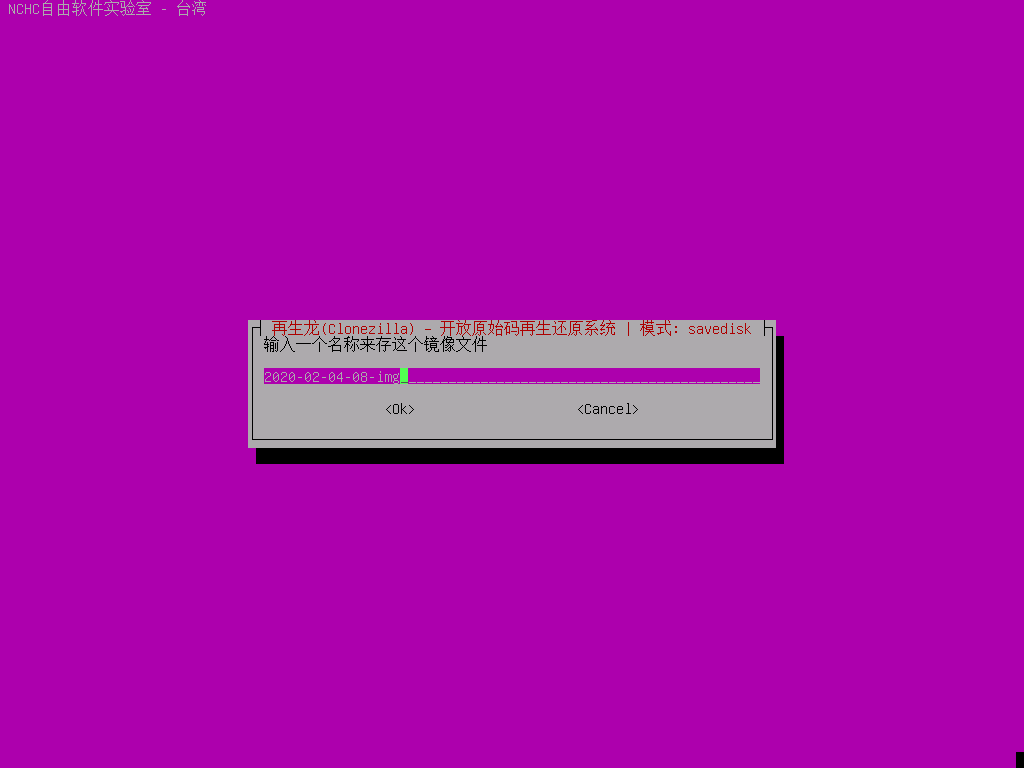 NCHC自由软件实验室 - 台湾
再生龙(Clonezilla) - 开放原始码再生还原系统 | 模式: savedisk
输入一个名称来存这个镜像文件
2020-02-04-08-img
<Ok> <Cancel>